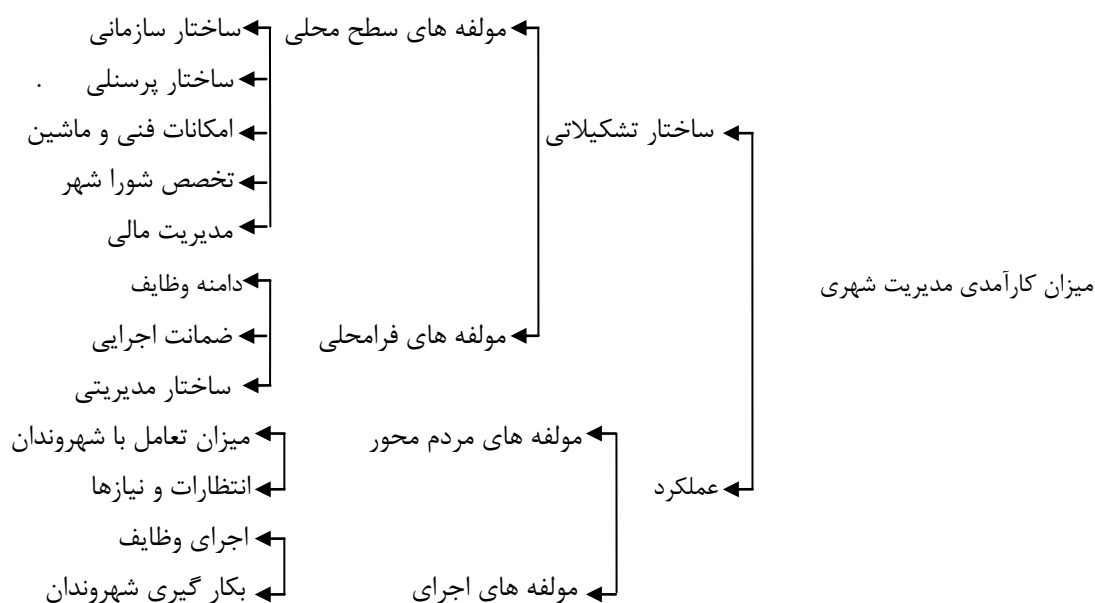 میزان کارآمدی مدیریت شهری
ساختار تشکیلاتی
مولفه های سطح محلی
ساختار سازمانی
ساختار پرسنلی .
امکانات فنی و ماشین
تخصص شورا شهر
مدیریت مالی
مولفه های فرامحلی
دامنه وظایف
ضمانت اجرایی
ساختار مدیریتی
عملکرد
مولفه های مردم محور
میزان تعامل با شهروندان
انتظارات و نیازها
مولفه های اجرای
اجرای وظایف
بکار گیری شهروندان